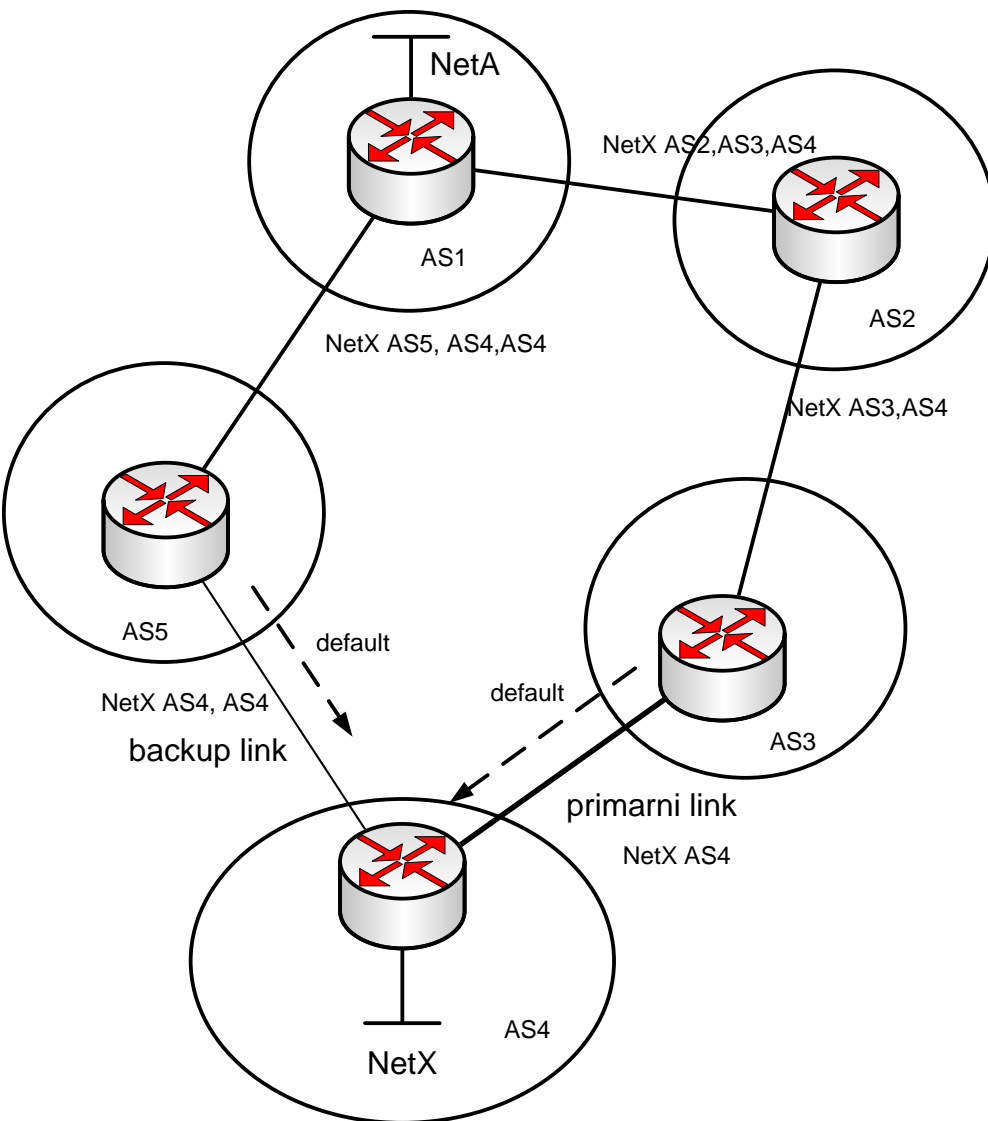 NetA
NetX AS2,AS3,AS4
AS1
AS2
NetX AS5, AS4,AS4
NetX AS3,AS4
AS5
default
default
NetX AS4, AS4
backup link
AS3
primarni link
NetX AS4
AS4
NetX